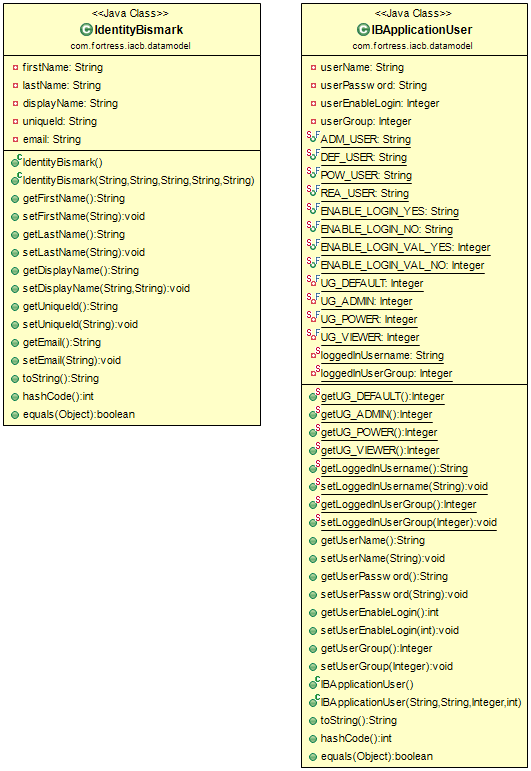 <<Java Class>>
IdentityBismark
com.fortress.iacb.datamodel
firstName: String
lastName: String
displayName: String
uniqueId: String
email: String
IdentityBismark()
IdentityBismark(String,String,String,String,String)
getFirstName():String
setFirstName(String):void
getLastName():String
setLastName(String):void
getDisplayName():String
setDisplayName(String,String):void
getUniqueId():String
setUniqueId(String):void
getEmail():String
setEmail(String):void
toString():String
hashCode():int
equals(Object):boolean
<<Java Class>>
IBApplicationUser
com.fortress.iacb.datamodel
userName: String
userPassword: String
userEnableLogin: Integer
userGroup: Integer
ADM_USER: String
DEF_USER: String
POW_USER: String
REA_USER: String
ENABLE_LOGIN_YES: String
ENABLE_LOGIN_NO: String
ENABLE_LOGIN_VAL_YES: Integer
ENABLE_LOGIN_VAL_NO: Integer
UG_DEFAULT: Integer
UG_ADMIN: Integer
UG_POWER: Integer
UG_VIEWER: Integer
loggedInUsername: String
loggedInUserGroup: Integer
getUG_DEFAULT():Integer
getUG_ADMIN():Integer
getUG_POWER():Integer
getUG_VIEWER():Integer
getLoggedInUsername():String
setLoggedInUsername(String):void
getLoggedInUserGroup():Integer
setLoggedInUserGroup(Integer):void
getUserName():String
setUserName(String):void
getUserPassword():String
setUserPassword(String):void
getUserEnableLogin():int
setUserEnableLogin(int):void
getUserGroup():Integer
setUserGroup(Integer):void
IBApplicationUser()
IBApplicationUser(String,String,Integer,int)
toString():String
hashCode():int
equals(Object):boolean